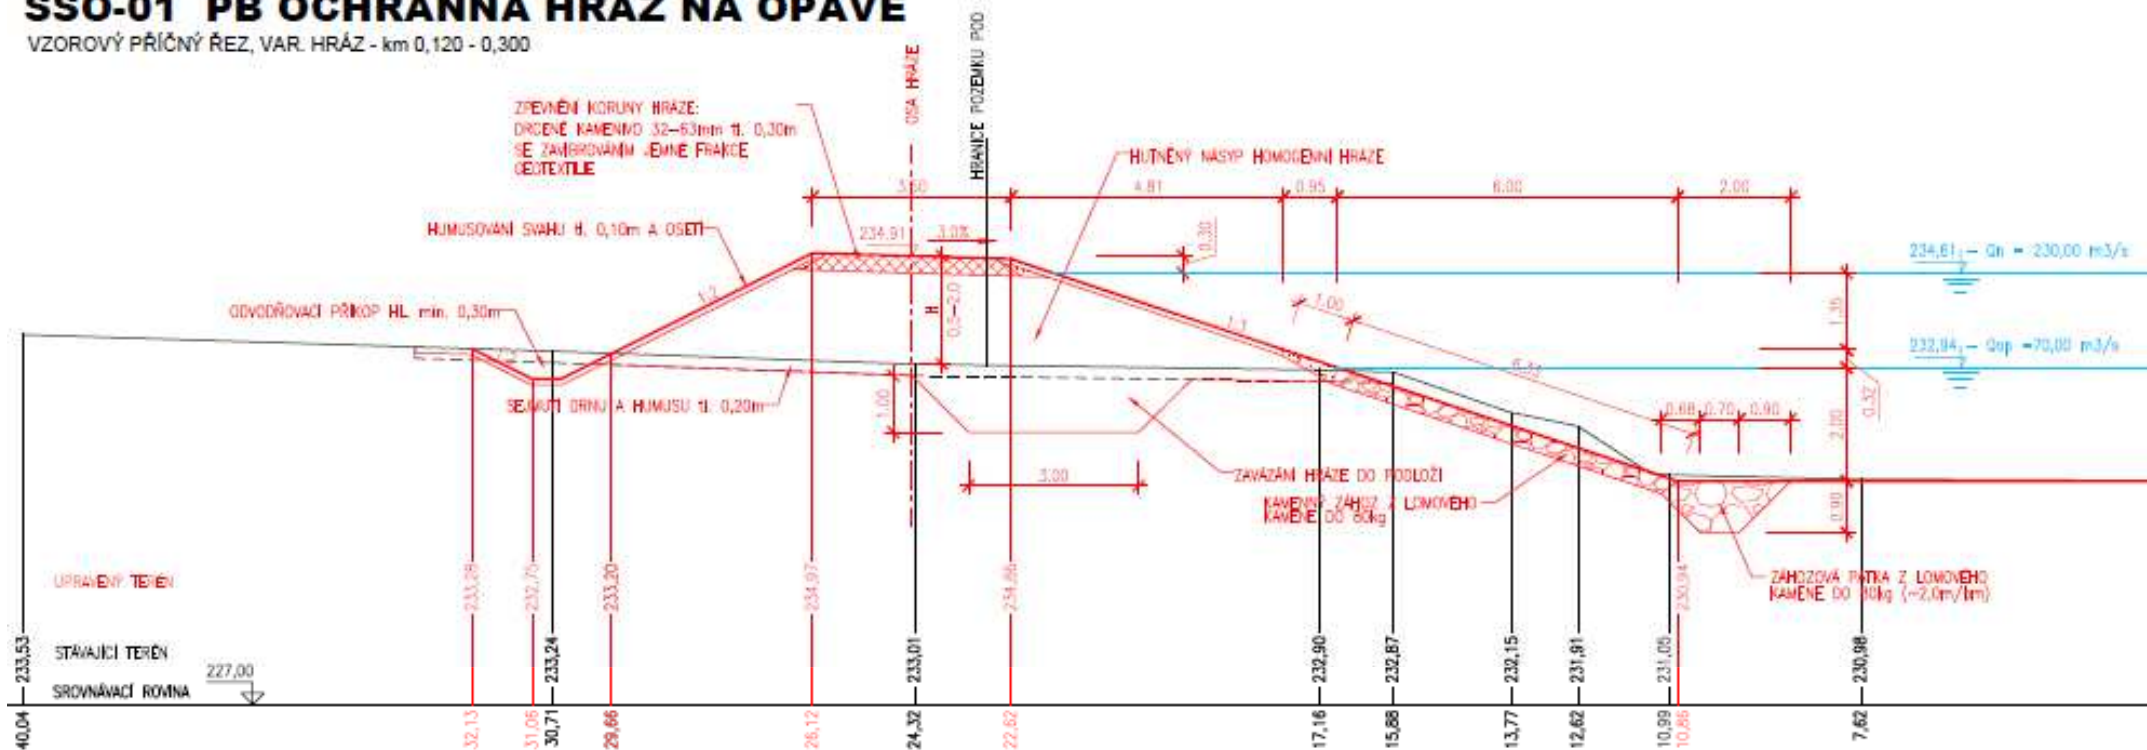 SSO-01 PB OCHRANNÁ HRÁZ NA OPAVĚ
VZOROVÝ PŘÍČNÝ ŘEZ, VAR. HRÁZ - km 0,120 - 0,300
OSA HRÁZE
HRANICE POZEMKU POD
ZPEVNĚNÍ KORUNY HRÁZE:
DRCENÉ KAMENIVO 32-63mm tl. 0,30m
SE ZAVIBROVÁNÍM JEMNÉ FRAKCE
GEOTEXTILIE
HUTNĚNÝ NÁSYP HOMOGENNÍ HRÁZE
3.50
4.81
0.95
6.00
2.00
HUMUSOVÁNÍ SVAHU tl. 0,10m A OSETÍ
234.91
3.0%
0.30
234,61 - Qn = 230,00 m3/s
1:2
H
0,5-2,0
1.00
1:3
1.35
ODVODŇOVACÍ PŘÍKOP HL. min. 0,30m
232,94 - Qop =70,00 m3/s
6.33
0.32
SEJMUTÍ DRNU A HUMUSU tl. 0,20m
1.00
0.68
0.70
0.90
2.00
3.00
ZAVÁZÁNÍ HRÁZE DO PODLOŽÍ
KAMENNÝ ZÁHOZ Z LOMOVÉHO
KAMENE DO 80kg
0.90
ZÁHOZOVÁ PATKA Z LOMOVÉHO
KAMENE DO 80kg (~2,0m/bm)
UPRAVENÝ TERÉN
233,28
232,75
233,20
234,97
234,86
230,94
STÁVAJÍCÍ TERÉN
233,53
233,24
233,01
232,90
232,87
232,15
231,91
231,05
230,98
SROVNÁVACÍ ROVINA
227,00
40,04
32,13
31,06
30,71
29,66
26,12
24,32
22,62
17,16
15,88
13,77
12,62
10,99
10,86
7,62